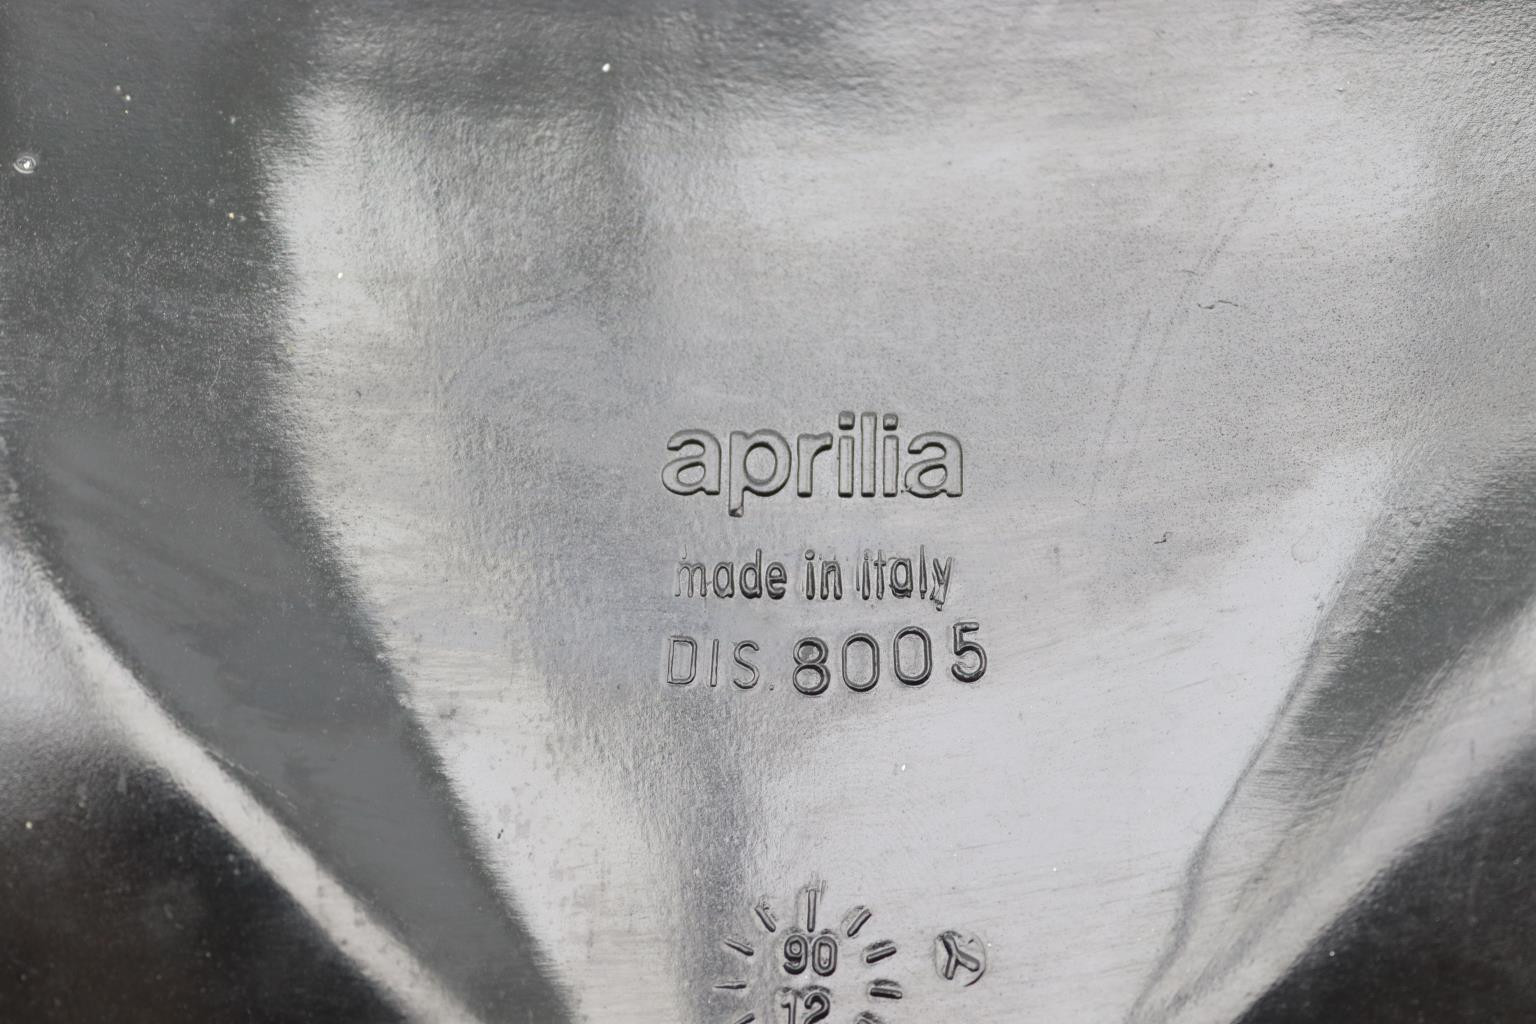 aprilia
made in italy
DIS. 8005
90
12